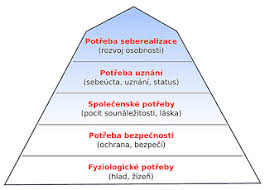 Potřeba seberealizace
(rozvoj osobnosti)
Potřeba uznání
(sebeúcta, uznání, status)
Společenské potřeby
(pocit sounáležitosti, láska)
Potřeba bezpečnosti
(ochrana, bezpečí)
Fyziologické potřeby
(hlad, žízeň)